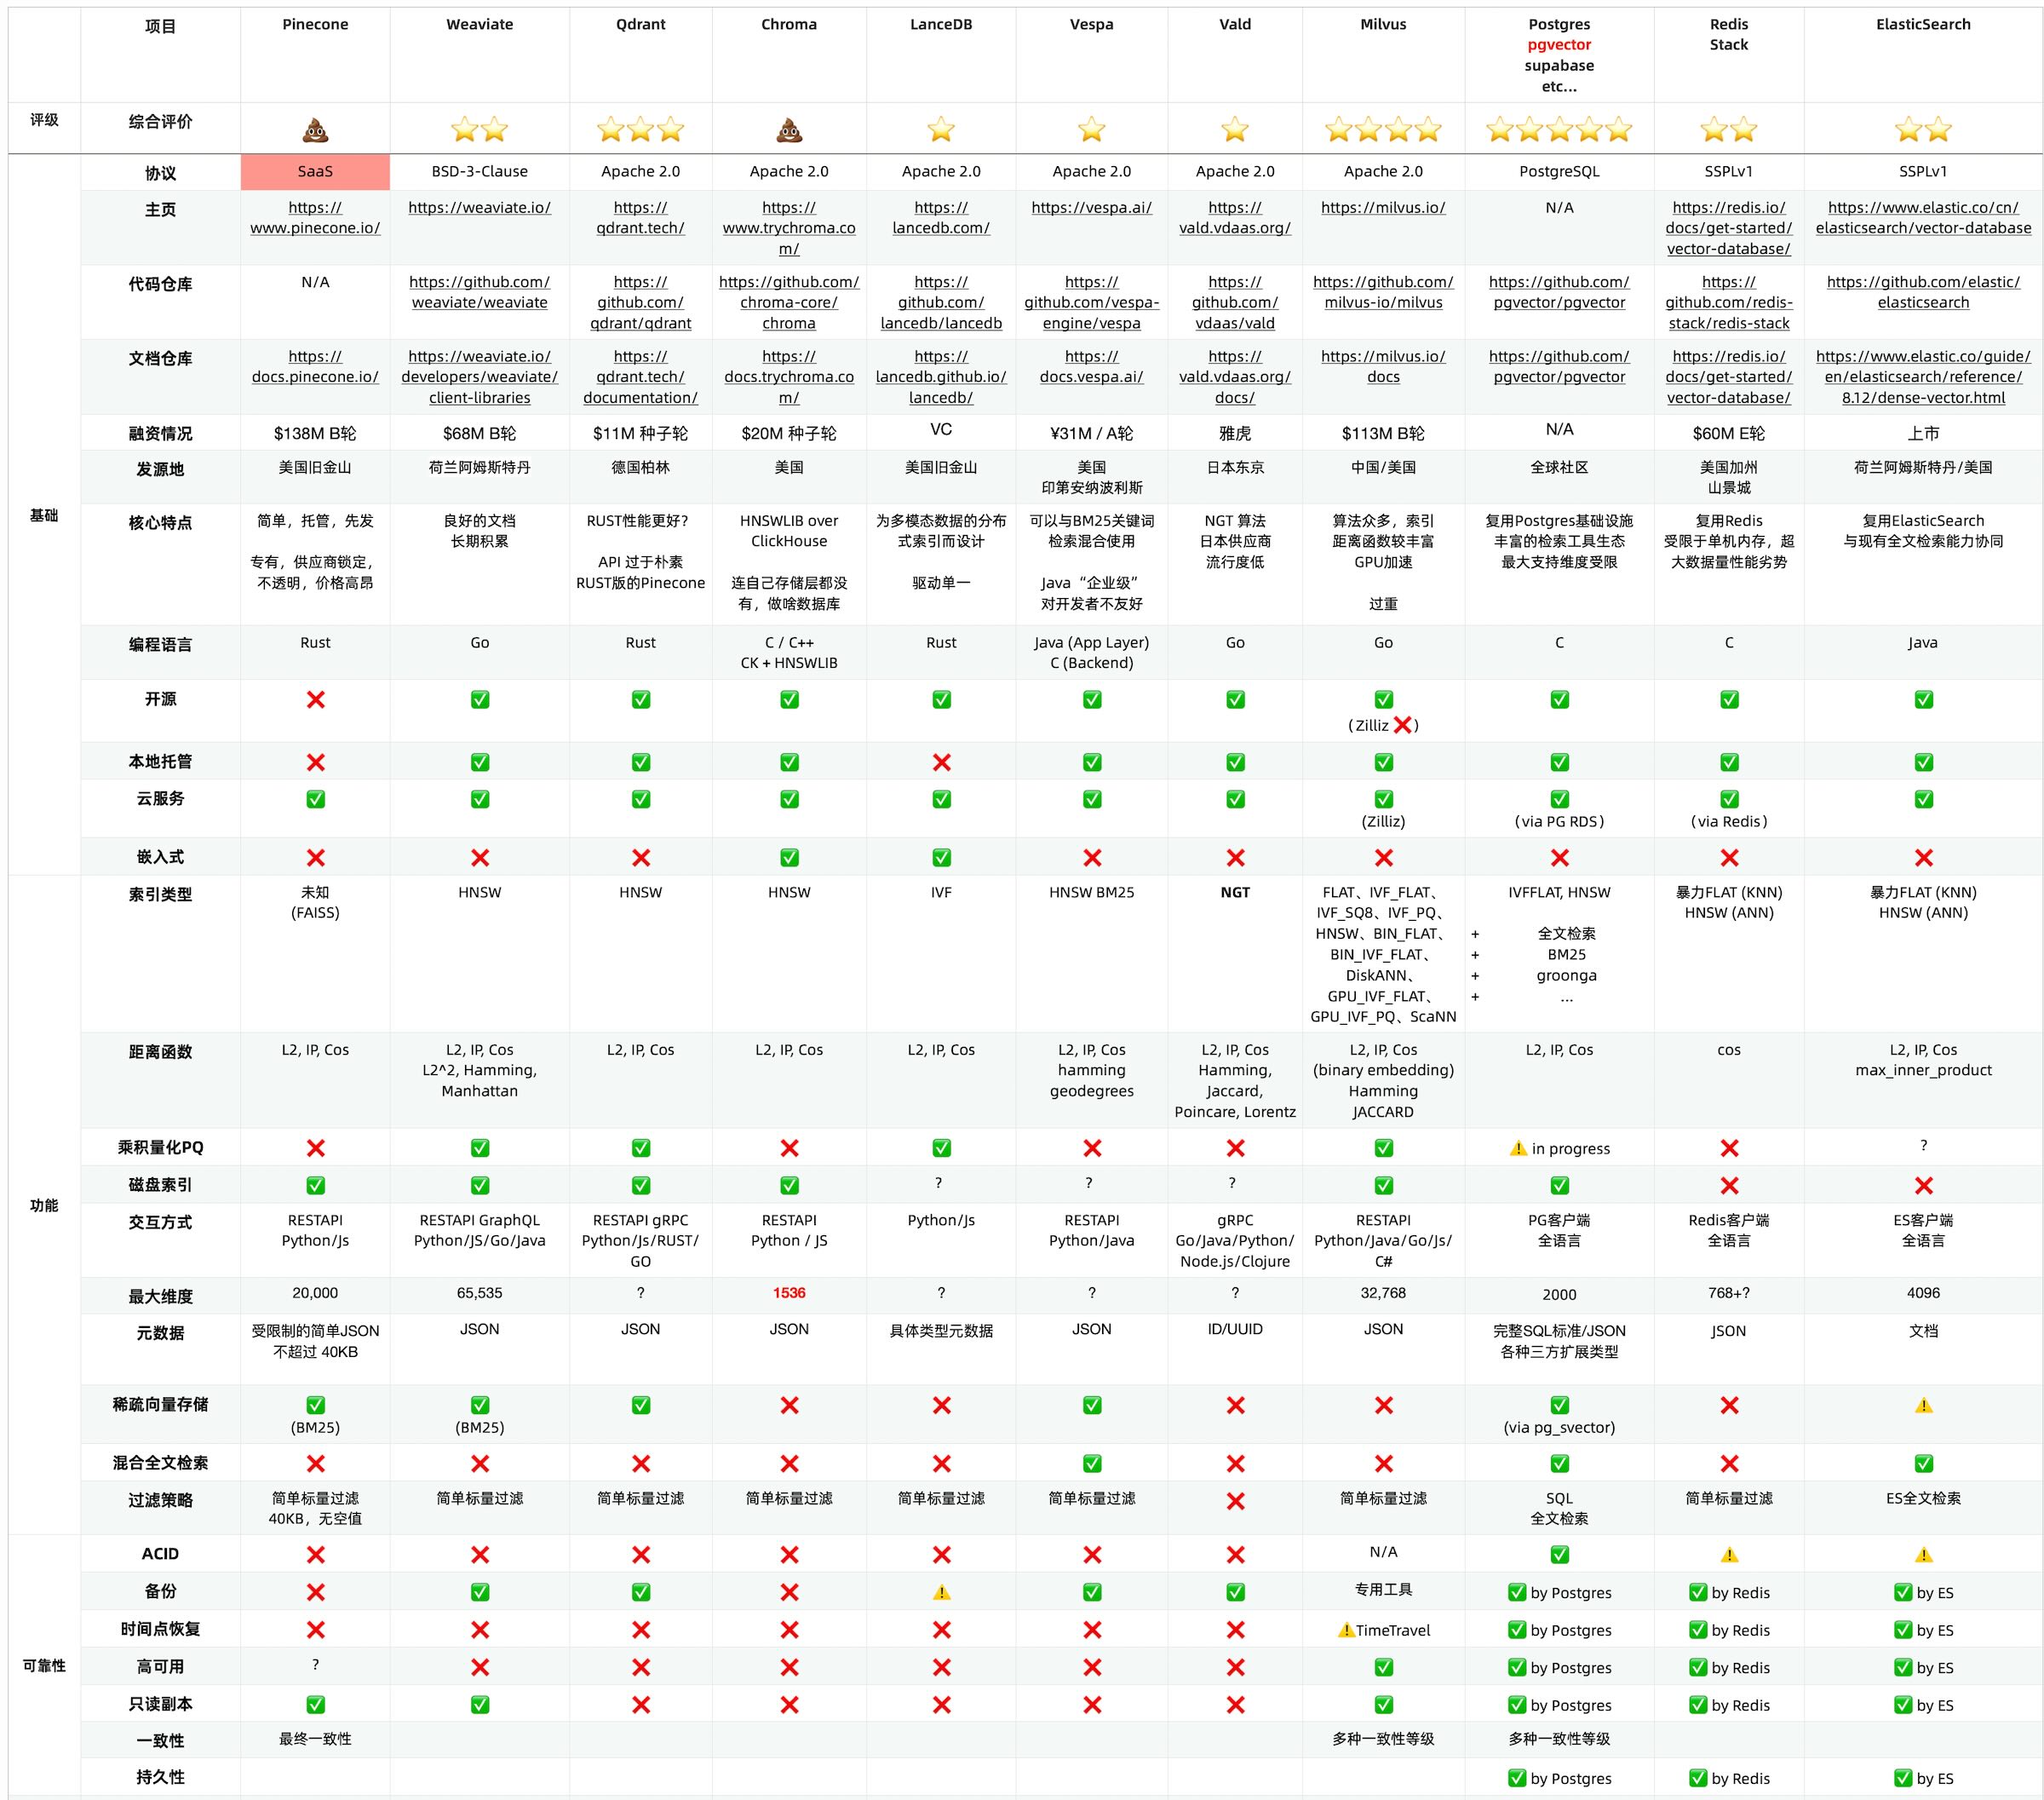 项目
Pinecone
Weaviate
Qdrant
Chroma
LanceDB
Vespa
Vald
Milvus
Postgres
pgvector
supabase
etc...
Redis
Stack
ElasticSearch
评级
综合评价
基础
协议
SaaS
BSD-3-Clause
Apache 2.0
Apache 2.0
Apache 2.0
Apache 2.0
Apache 2.0
Apache 2.0
PostgreSQL
SSPLv1
SSPLv1
主页
https://
www.pinecone.io/
https://weaviate.io/
https://
qdrant.tech/
https://
www.trychroma.co
m/
https://
lancedb.com/
https://vespa.ai/
https://
vald.vdaas.org/
https://milvus.io/
N/A
https://redis.io/
docs/get-started/
vector-database/
https://www.elastic.co/cn/
elasticsearch/vector-database
代码仓库
N/A
https://github.com/
weaviate/weaviate
https://
github.com/
qdrant/qdrant
https://github.com/
chroma-core/
chroma
https://
github.com/
lancedb/lancedb
https://
github.com/vespa-
engine/vespa
https://
github.com/
vdaas/vald
https://github.com/
milvus-io/milvus
https://github.com/
pgvector/pgvector
https://
github.com/redis-
stack/redis-stack
https://github.com/elastic/
elasticsearch
文档仓库
https://
docs.pinecone.io/
https://weaviate.io/
developers/weaviate/
client-libraries
https://
qdrant.tech/
documentation/
https://
docs.trychroma.co
m/
https://
lancedb.github.io/
lancedb/
https://
docs.vespa.ai/
https://
vald.vdaas.org/
docs/
https://milvus.io/
docs
https://github.com/
pgvector/pgvector
https://redis.io/
docs/get-started/
vector-database/
https://www.elastic.co/guide/
en/elasticsearch/reference/
8.12/dense-vector.html
融资情况
$138M B轮
$68M B轮
$11M 种子轮
$20M 种子轮
VC
¥31M / A轮
雅虎
$113M B轮
N/A
$60M E轮
上市
发源地
美国旧金山
荷兰阿姆斯特丹
德国柏林
美国
美国旧金山
美国
印第安纳波利斯
日本东京
中国/美国
全球社区
美国加州
山景城
荷兰阿姆斯特丹/美国
核心特点
简单，托管，先发
专有，供应商锁定，
不透明，价格高昂
良好的文档
长期积累
RUST性能更好？
API 过于朴素
RUST版的Pinecone
HNSWLIB over
ClickHouse
连自己存储层都没
有，做啥数据库
为多模态数据的分布
式索引而设计
驱动单一
可以与BM25关键词
检索混合使用
Java “企业级”
对开发者不友好
NGT 算法
日本供应商
流行度低
算法众多，索引
距离函数较丰富
GPU加速
过重
复用Postgres基础设施
丰富的检索工具生态
最大支持维度受限
复用Redis
受限于单机内存，超
大数据量性能劣势
复用ElasticSearch
与现有全文检索能力协同
编程语言
Rust
Go
Rust
C / C++
CK + HNSWLIB
Rust
Java (App Layer)
C (Backend)
Go
Go
C
C
Java
开源
（Zilliz ❌）
本地托管
云服务
(Zilliz)
（via PG RDS）
（via Redis）
嵌入式
功能
索引类型
未知
(FAISS)
HNSW
HNSW
HNSW
IVF
HNSW BM25
NGT
FLAT、IVF_FLAT、
IVF_SQ8、IVF_PQ、
HNSW、BIN_FLAT、
BIN_IVF_FLAT、
DiskANN、
GPU_IVF_FLAT、
GPU_IVF_PQ、ScaNN
IVFFLAT, HNSW
+ 全文检索
+ BM25
+ groonga
+ ...
暴力FLAT (KNN)
HNSW (ANN)
暴力FLAT (KNN)
HNSW (ANN)
距离函数
L2, IP, Cos
L2, IP, Cos
L2^2, Hamming,
Manhattan
L2, IP, Cos
L2, IP, Cos
L2, IP, Cos
L2, IP, Cos
hamming
geodegrees
L2, IP, Cos
Hamming,
Jaccard,
Poincare, Lorentz
L2, IP, Cos
(binary embedding)
Hamming
JACCARD
L2, IP, Cos
cos
L2, IP, Cos
max_inner_product
乘积量化PQ
in progress
?
磁盘索引
?
?
?
交互方式
RESTAPI
Python/Js
RESTAPI GraphQL
Python/JS/Go/Java
RESTAPI gRPC
Python/Js/RUST/
GO
RESTAPI
Python / JS
Python/Js
RESTAPI
Python/Java
gRPC
Go/Java/Python/
Node.js/Clojure
RESTAPI
Python/Java/Go/Js/
C#
PG客户端
全语言
Redis客户端
全语言
ES客户端
全语言
最大维度
20,000
65,535
?
1536
?
?
?
32,768
2000
768+?
4096
元数据
受限制的简单JSON
不超过 40KB
JSON
JSON
JSON
具体类型元数据
JSON
ID/UUID
JSON
完整SQL标准/JSON
各种三方扩展类型
JSON
文档
稀疏向量存储
(BM25)
(BM25)
(via pg_svector)
混合全文检索
过滤策略
简单标量过滤
40KB，无空值
简单标量过滤
简单标量过滤
简单标量过滤
简单标量过滤
简单标量过滤
简单标量过滤
SQL
全文检索
简单标量过滤
ES全文检索
可靠性
ACID
N/A
备份
专用工具
by Postgres
by Redis
by ES
时间点恢复
TimeTravel
by Postgres
by Redis
by ES
高可用
?
by Postgres
by Redis
by ES
只读副本
by Postgres
by Redis
by ES
一致性
最终一致性
多种一致性等级
多种一致性等级
持久性
by Postgres
by Redis
by ES